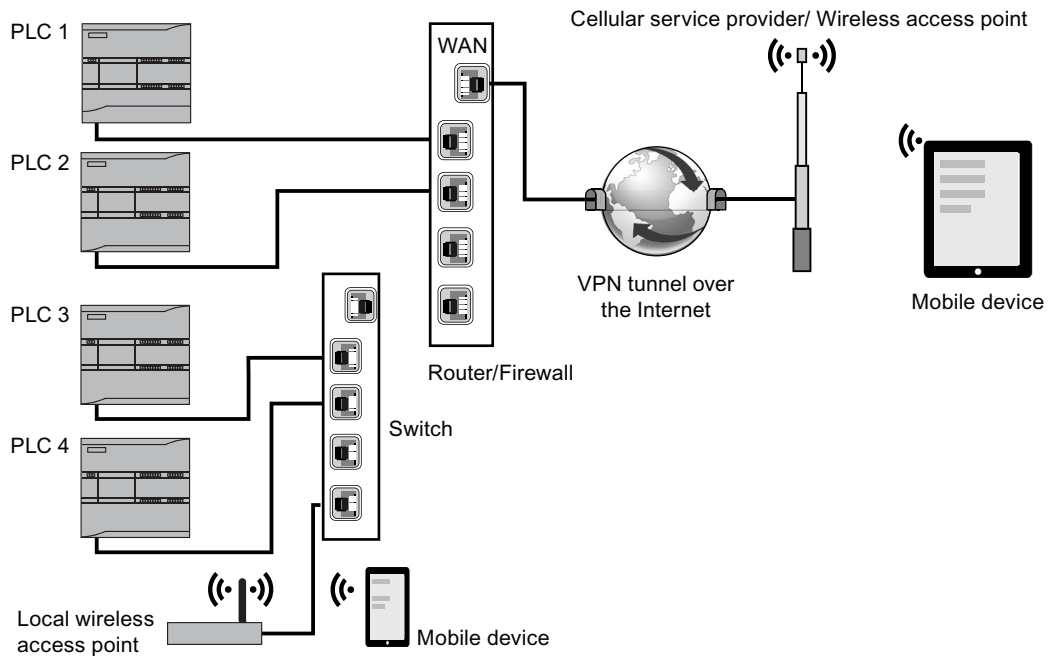 Cellular service provider/ Wireless access point
PLC 1
WAN
PLC 2
VPN tunnel over
the Internet
Mobile device
PLC 3
Router/Firewall
Switch
PLC 4
Local wireless
access point
Mobile device